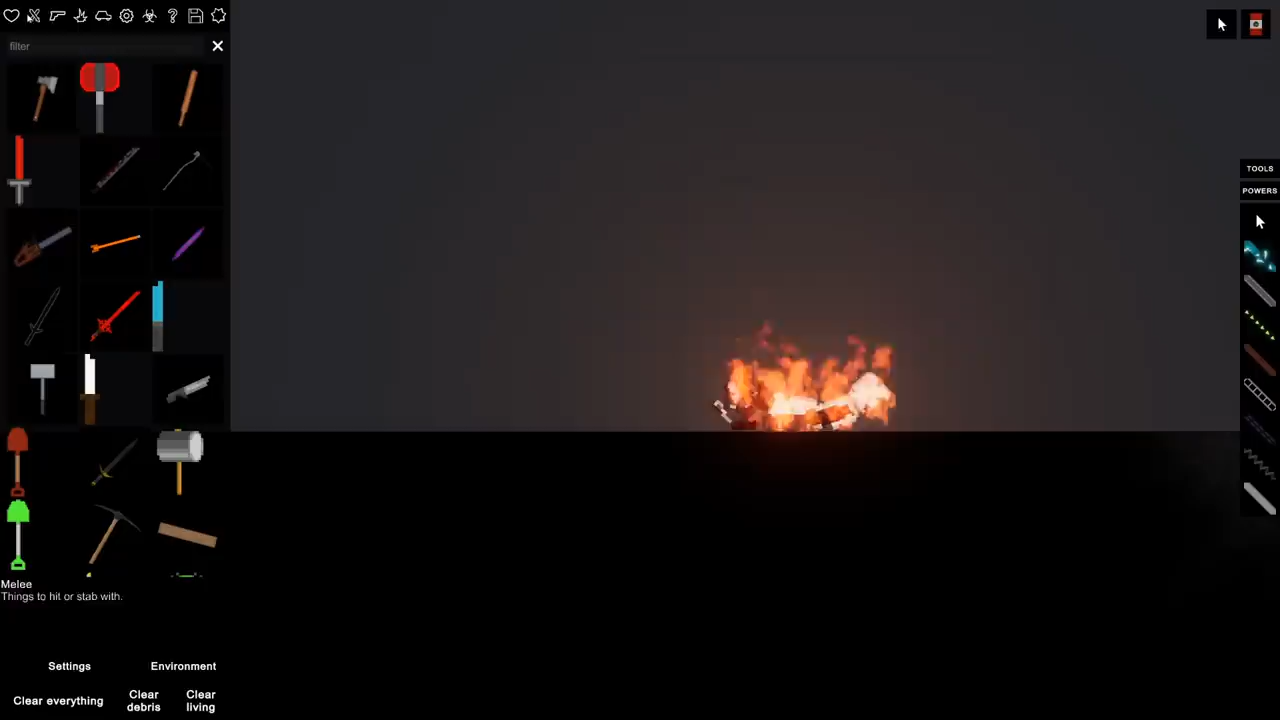 filter
TOOLS
POWERS
Melee
Things to hit or stab with.
Settings
Environment
Clear everything
Clear debris
Clear living